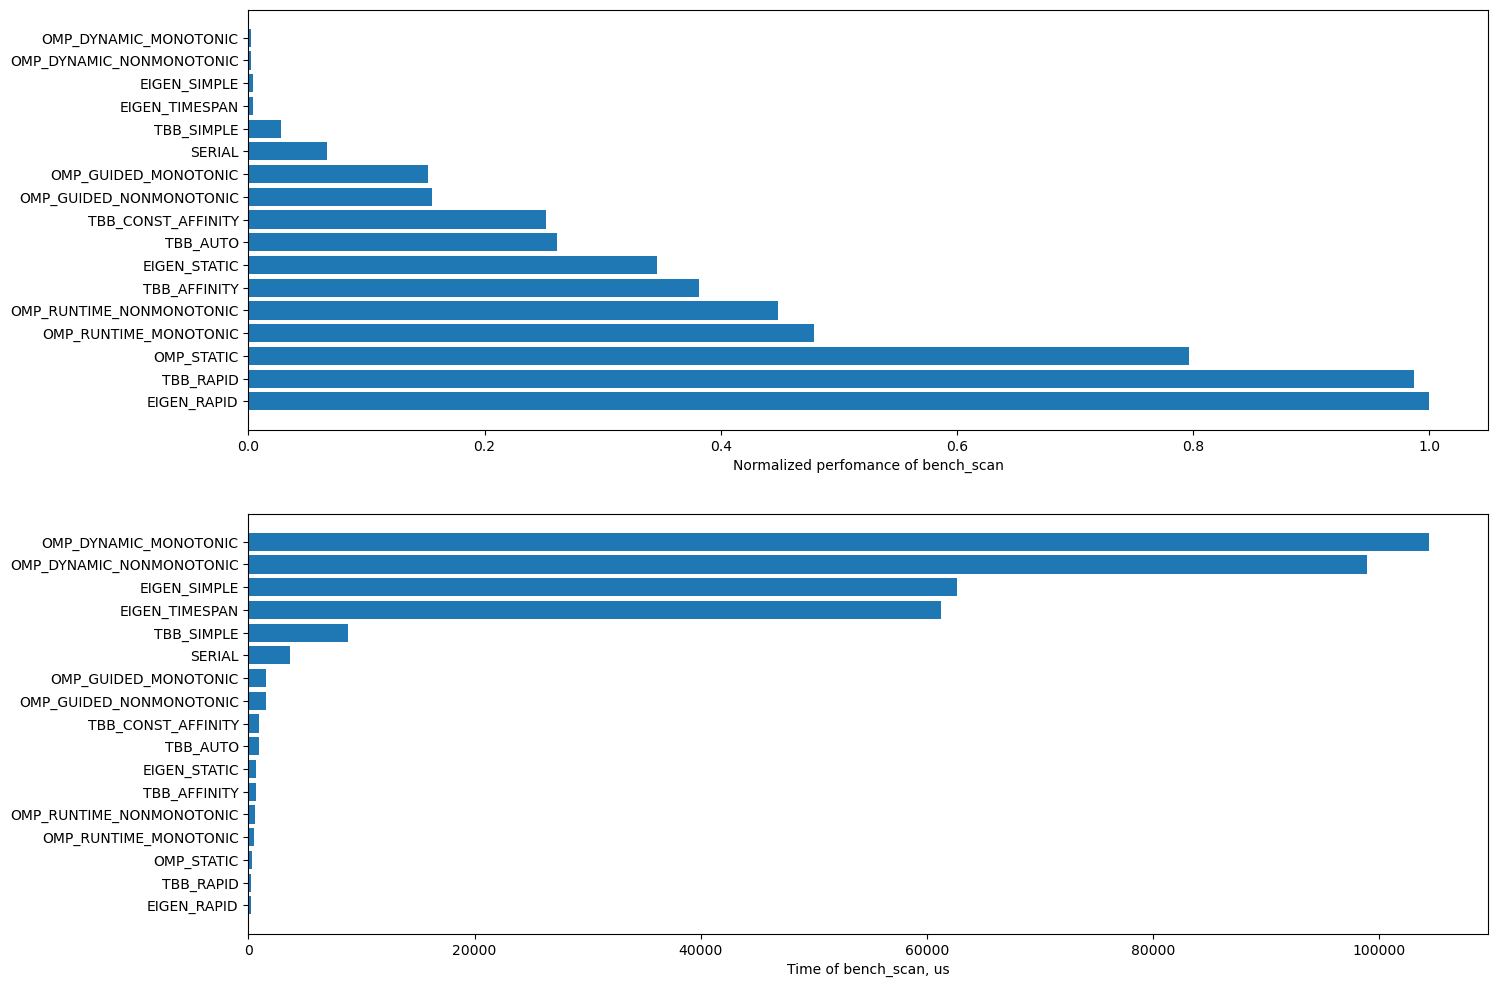 OMP_DYNAMIC_MONOTONIC
OMP_DYNAMIC_NONMONOTONIC
EIGEN_SIMPLE
EIGEN_TIMESPAN
TBB_SIMPLE
SERIAL
OMP_GUIDED_MONOTONIC
OMP_GUIDED_NONMONOTONIC
TBB_CONST_AFFINITY
TBB_AUTO
EIGEN_STATIC
TBB_AFFINITY
OMP_RUNTIME_NONMONOTONIC
OMP_RUNTIME_MONOTONIC
OMP_STATIC
TBB_RAPID
EIGEN_RAPID
0.0 0.2 0.4 0.6 0.8 1.0
Normalized perfomance of bench_scan
OMP_DYNAMIC_MONOTONIC
OMP_DYNAMIC_NONMONOTONIC
EIGEN_SIMPLE
EIGEN_TIMESPAN
TBB_SIMPLE
SERIAL
OMP_GUIDED_MONOTONIC
OMP_GUIDED_NONMONOTONIC
TBB_CONST_AFFINITY
TBB_AUTO
EIGEN_STATIC
TBB_AFFINITY
OMP_RUNTIME_NONMONOTONIC
OMP_RUNTIME_MONOTONIC
OMP_STATIC
TBB_RAPID
EIGEN_RAPID
0 20000 40000 60000 80000 100000
Time of bench_scan, us